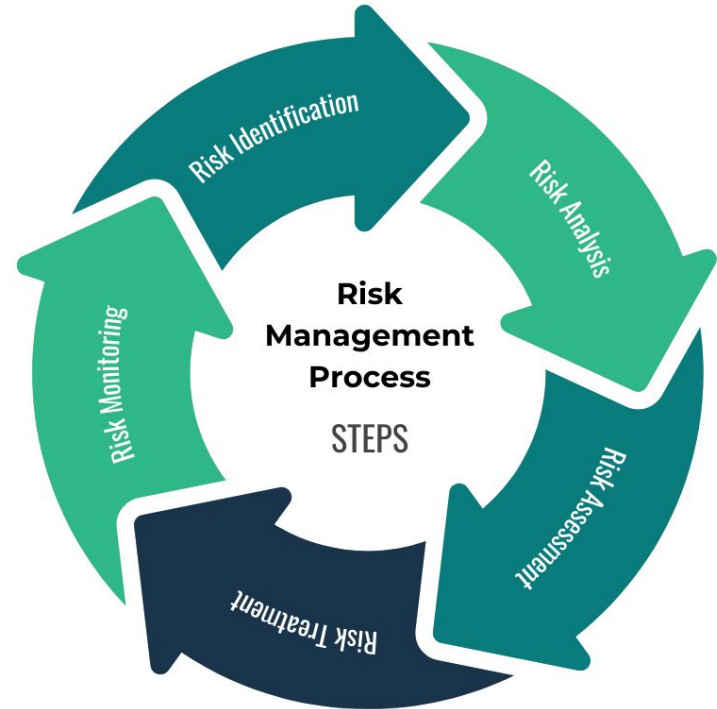 Risk Management Process
STEPS
Risk Identification
Risk Analysis
Risk Assessment
Risk Treatment
Risk Monitoring